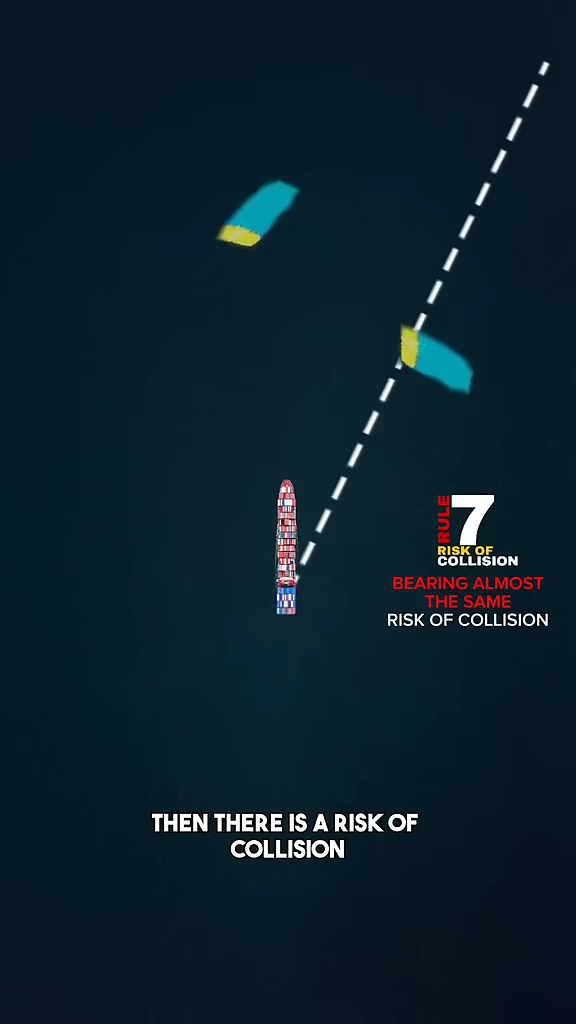 RULE 7
RISK OF
COLLISION
BEARING ALMOST
THE SAME
RISK OF COLLISION
THEN THERE IS A RISK OF
COLLISION